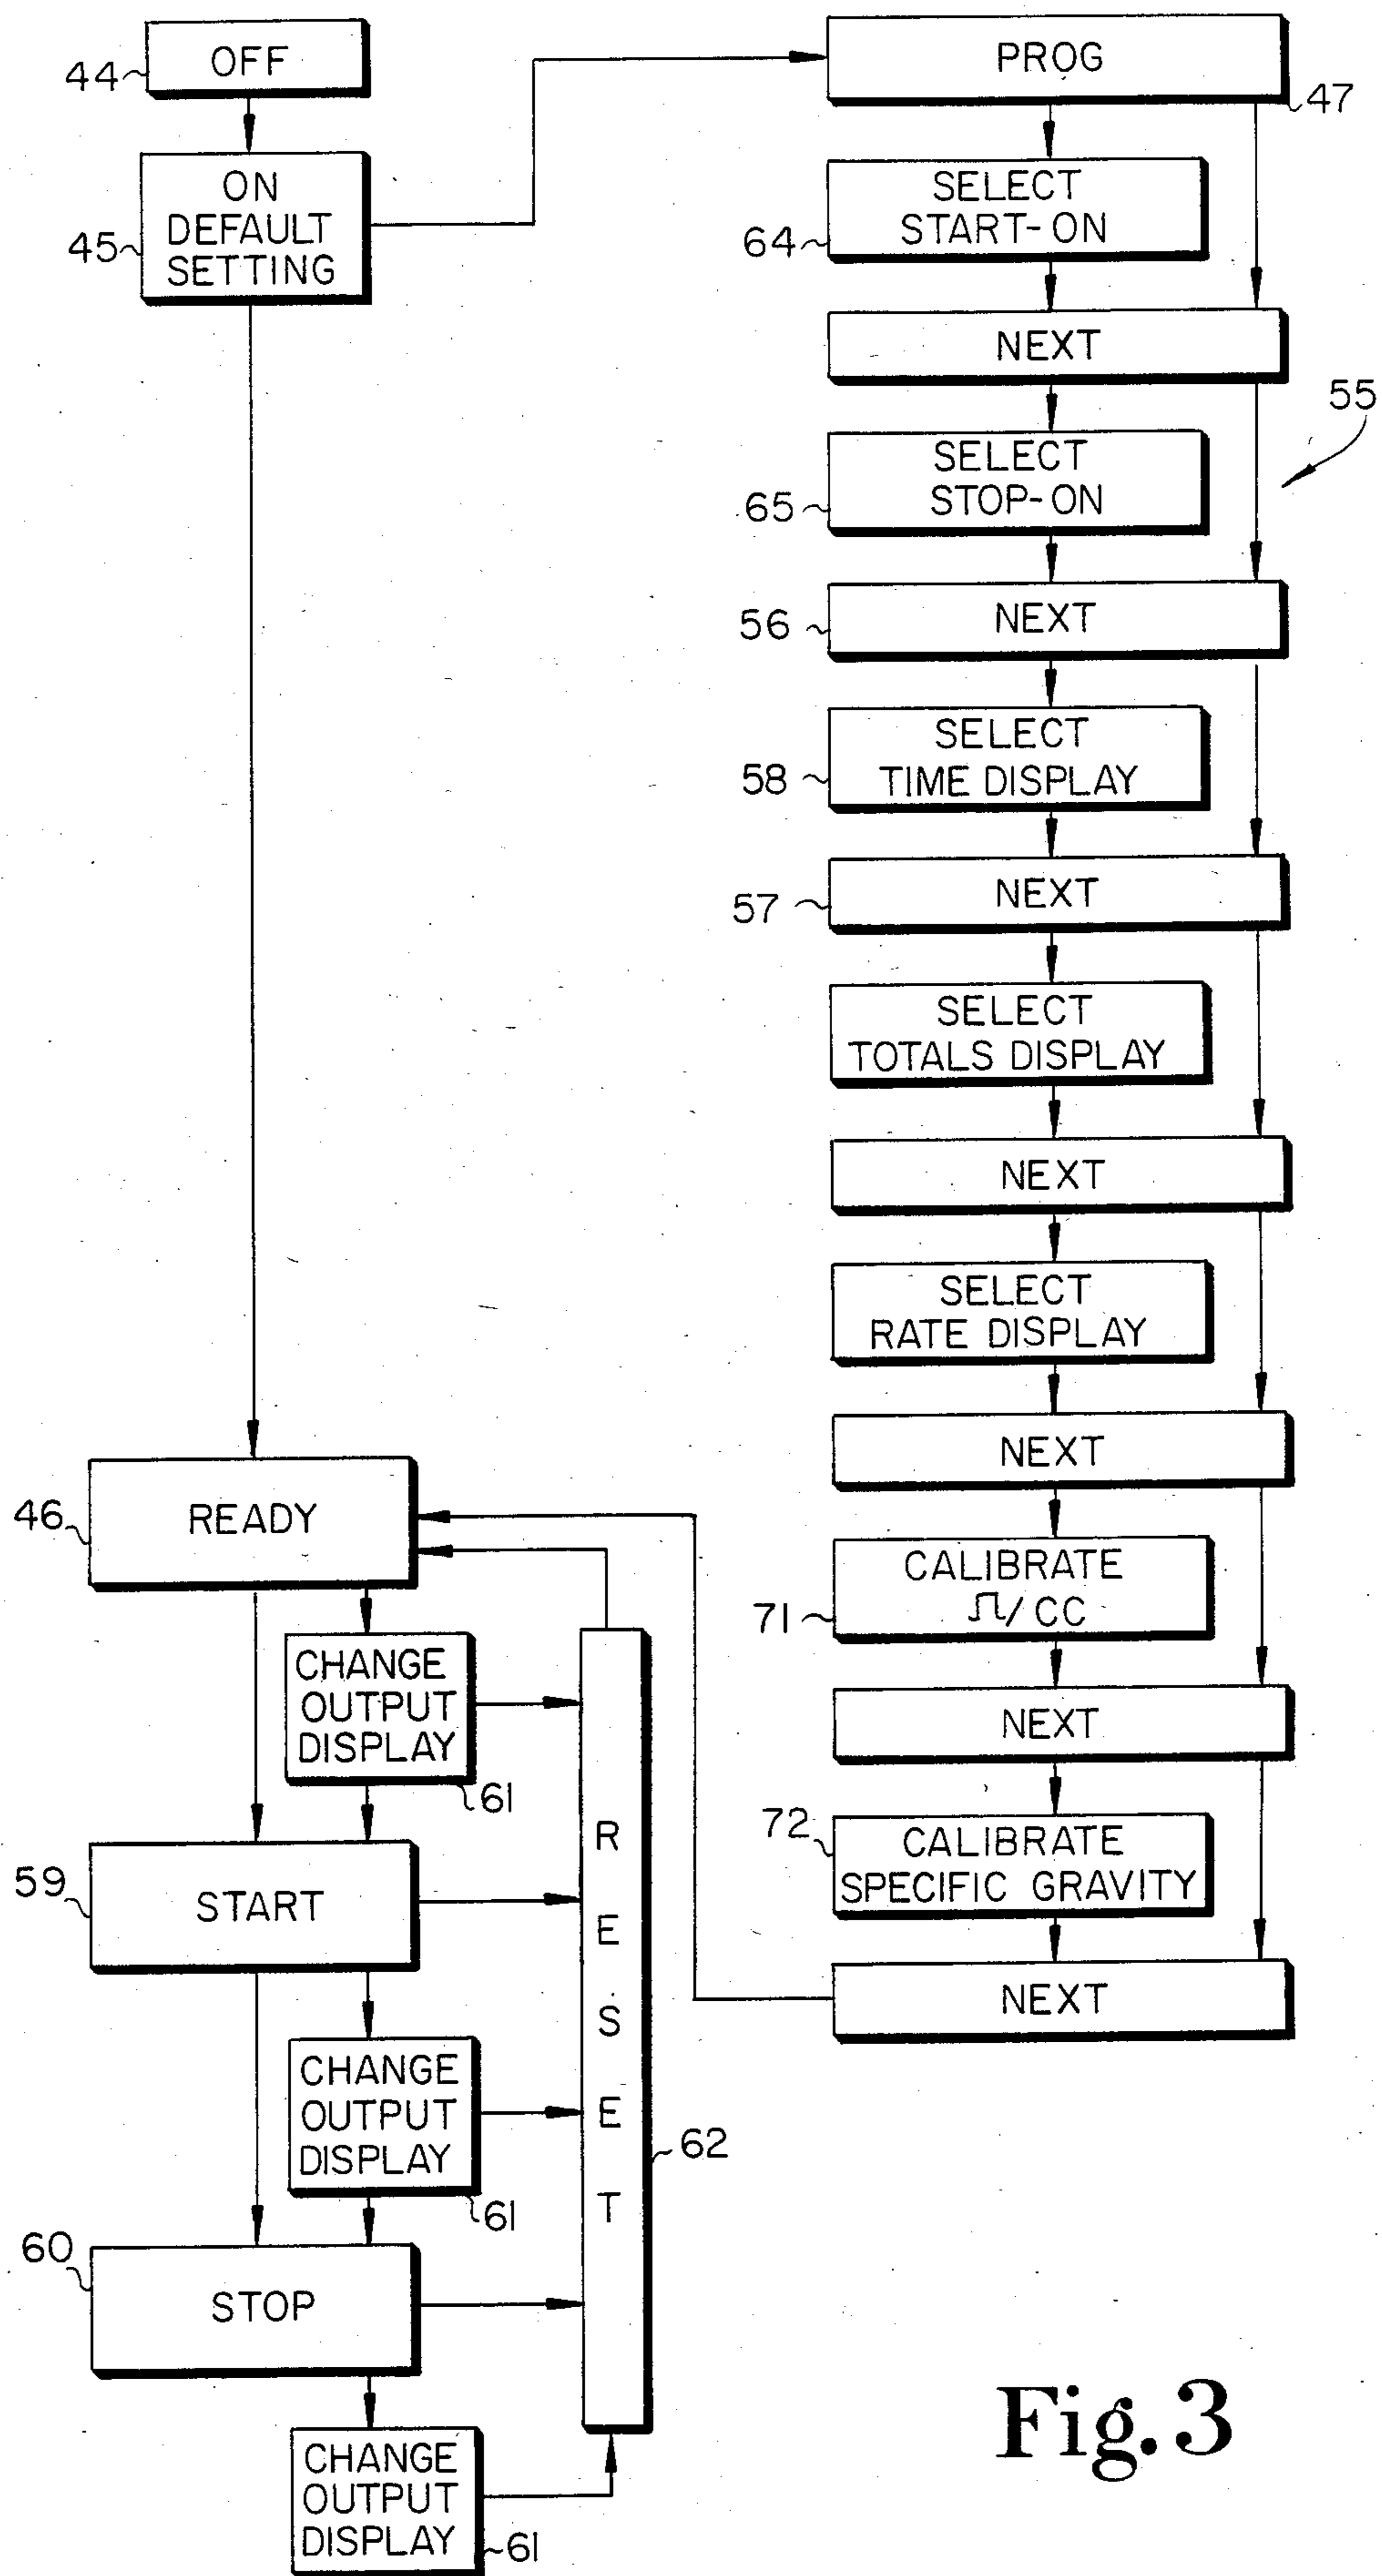 44
OFF
45
ON
DEFAULT
SETTING
PROG
47
64
SELECT
START-ON
NEXT
55
65
SELECT
STOP-ON
56
NEXT
58
SELECT
TIME DISPLAY
57
NEXT
SELECT
TOTALS DISPLAY
NEXT
SELECT
RATE DISPLAY
NEXT
71
CALIBRATE
⎍/CC
NEXT
72
CALIBRATE
SPECIFIC GRAVITY
NEXT
46
READY
CHANGE
OUTPUT
DISPLAY
61
59
START
CHANGE
OUTPUT
DISPLAY
61
60
STOP
CHANGE
OUTPUT
DISPLAY
61
R
E
S
E
T
62
Fig. 3